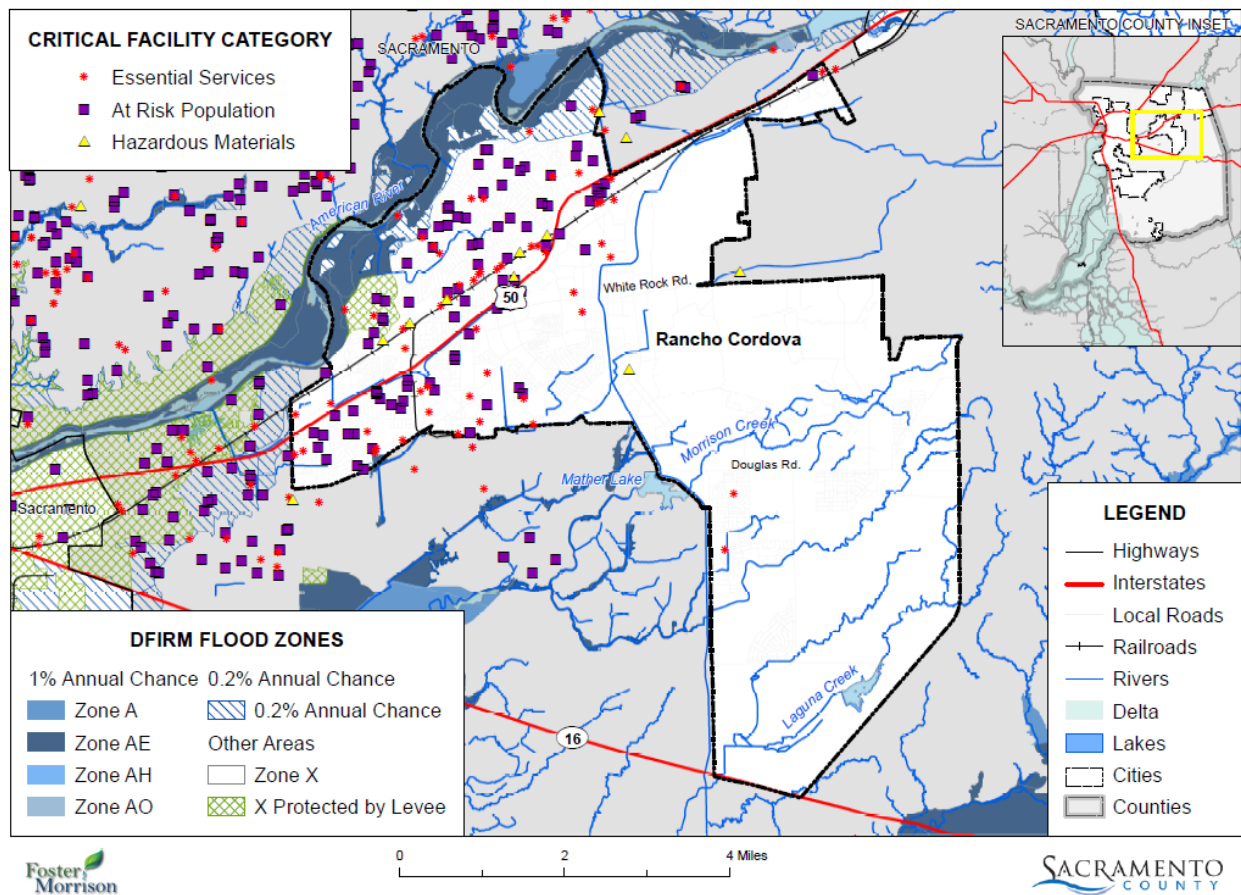 CRITICAL FACILITY CATEGORY
Essential Services
At Risk Population
Hazardous Materials
SACRAMENTO
SACRAMENTO COUNTY INSET
American River
50
White Rock Rd.
Rancho Cordova
Morrison Creek
Douglas Rd.
Mather Lake
Sacramento
Laguna Creek
16
DFIRM FLOOD ZONES
1% Annual Chance
Zone A
Zone AE
Zone AH
Zone AO
0.2% Annual Chance
0.2% Annual Chance
Other Areas
Zone X
X Protected by Levee
LEGEND
Highways
Interstates
Local Roads
Railroads
Rivers
Delta
Lakes
Cities
Counties
Foster
Morrison
0 2 4 Miles
SACRAMENTO
COUNTY